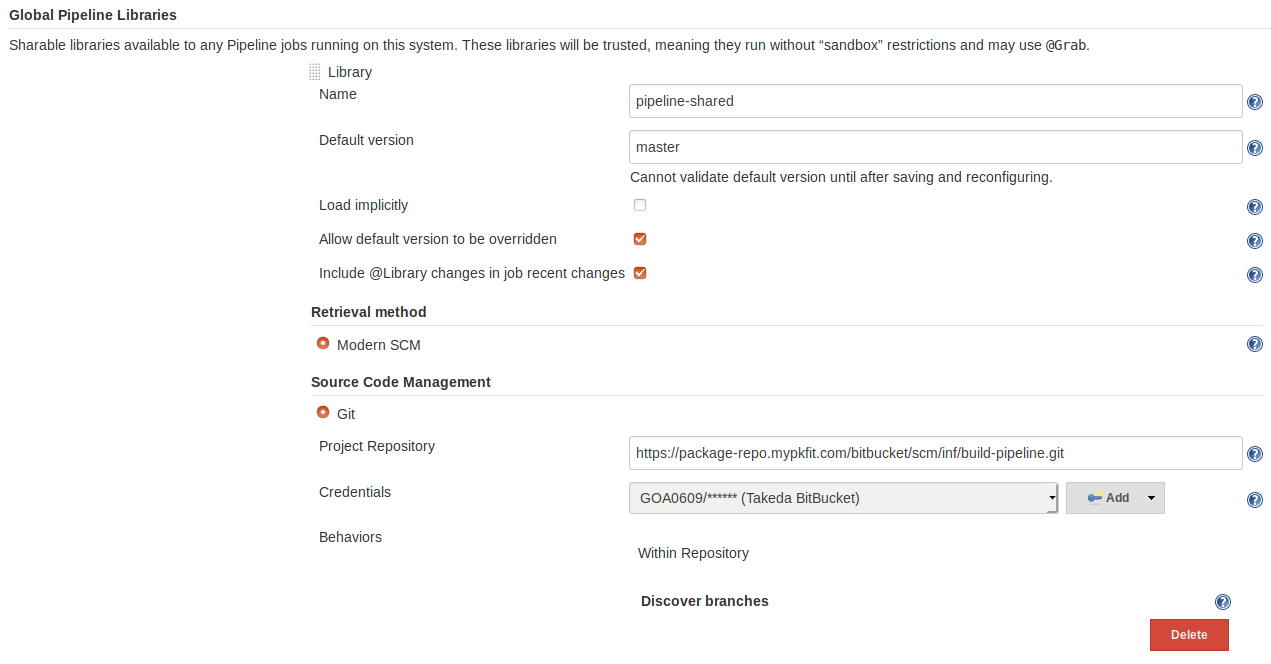 Global Pipeline Libraries
Sharable libraries available to any Pipeline jobs running on this system. These libraries will be trusted, meaning they run without “sandbox” restrictions and may use @Grab.
Library
Name
pipeline-shared
Default version
master
Cannot validate default version until after saving and reconfiguring.
Load implicitly
Allow default version to be overridden
Include @Library changes in job recent changes
Retrieval method
Modern SCM
Source Code Management
Git
Project Repository
https://package-repo.mypkfit.com/bitbucket/scm/inf/build-pipeline.git
Credentials
GOA0609/****** (Takeda BitBucket)
Add
Behaviors
Within Repository
Discover branches
Delete